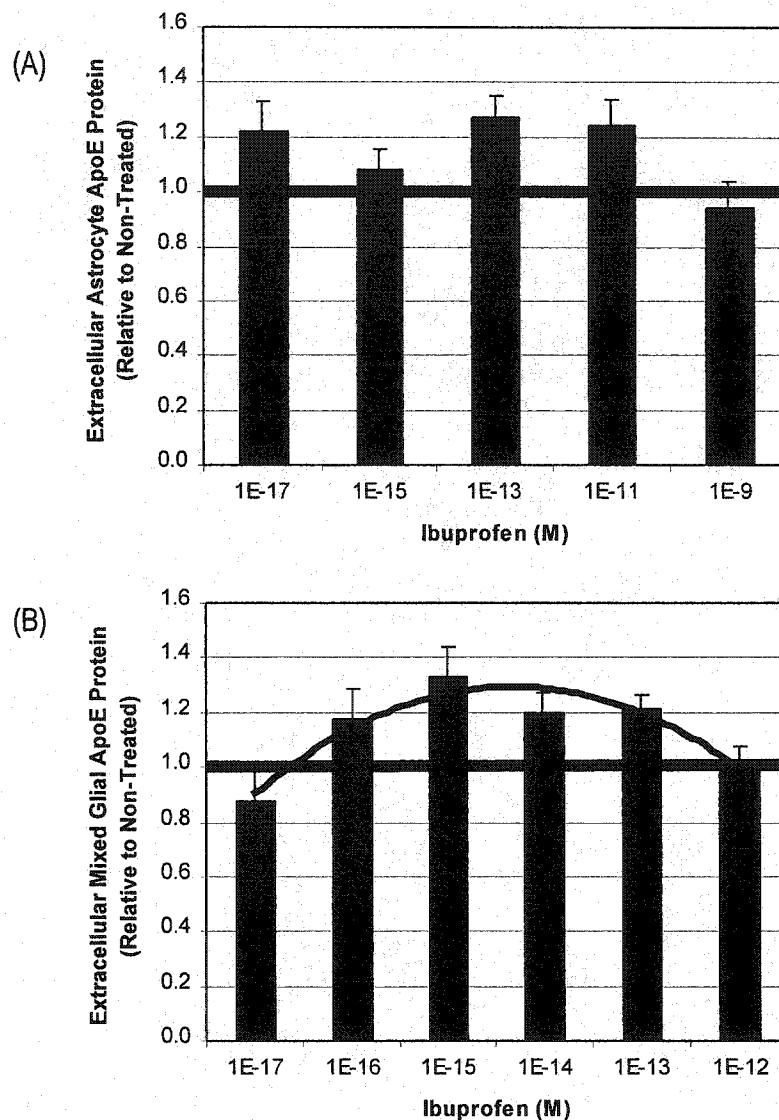 (A)
Extracellular Astrocyte ApoE Protein
(Relative to Non-Treated)
1.6
1.4
1.2
1.0
0.8
0.6
0.4
0.2
0.0
1E-17 1E-15 1E-13 1E-11 1E-9
Ibuprofen (M)
(B)
Extracellular Mixed Glial ApoE Protein
(Relative to Non-Treated)
1.6
1.4
1.2
1.0
0.8
0.6
0.4
0.2
0.0
1E-17 1E-16 1E-15 1E-14 1E-13 1E-12
Ibuprofen (M)